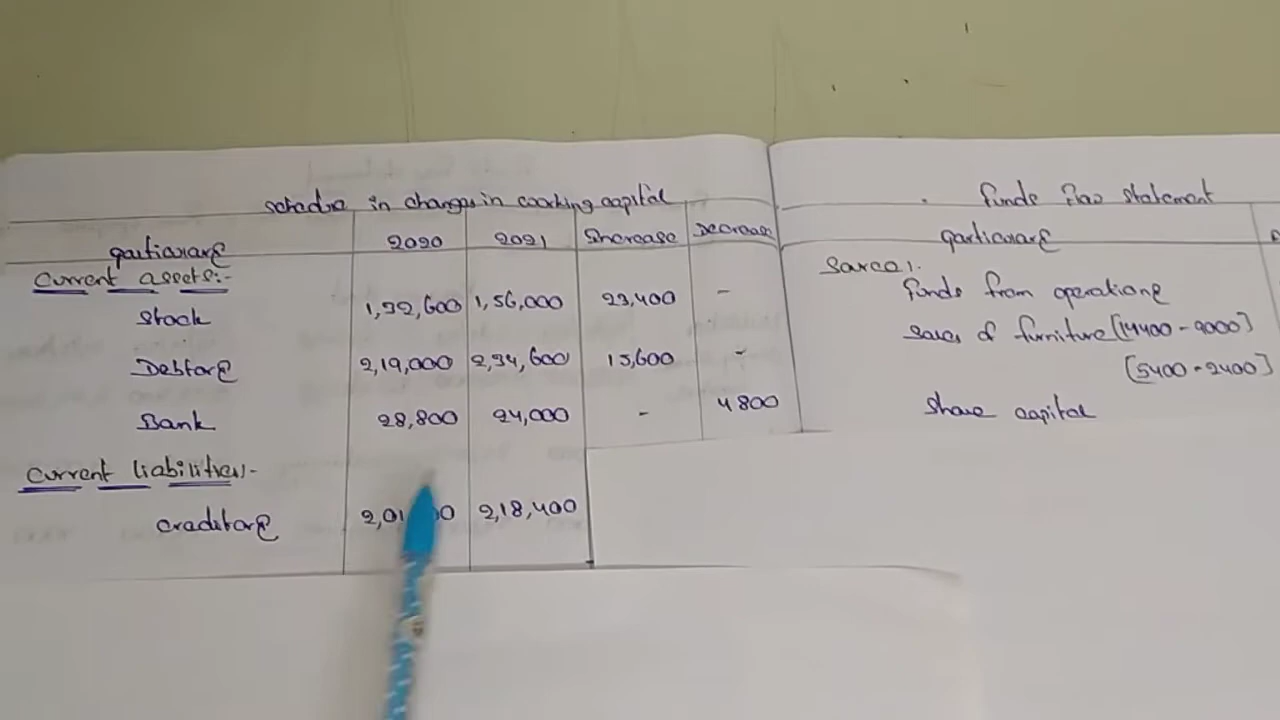 Schedule in changes in working capital
particulars 2020 2021 Increase Decrease
Current assets:-
Stock 1,32,600 1,56,000 23,400 -
Debtors 2,19,000 2,34,600 15,600 -
Bank 28,800 24,000 - 4800
Current liabilities:-
Creditors 2,18,400
Funds Flow Statement
particulars
Funds from operations
Sales of furniture [14400-9000]
[5400-2400]
Share capital